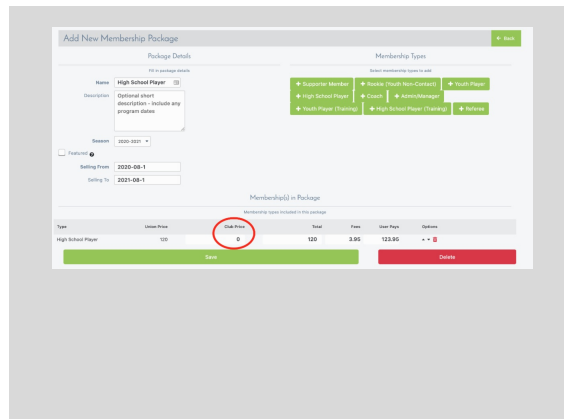 Add New Membership Package
← Back
Package Details
Fill in package details
Name High School Player
Description Optional short
description - include any
program dates
Season 2020-2021
Featured
Selling From 2020-08-1
Selling To 2021-08-1
Membership Types
Select membership types to add
+ Supporter Member + Rookie (Youth Non-Contact) + Youth Player
+ High School Player + Coach + Admin/Manager
+ Youth Player (Training) + High School Player (Training) + Referee
Membership(s) in Package
Membership types included in this package
Type Union Price Club Price Total Fees User Pays Options
High School Player 120 0 120 3.95 123.95
Save
Delete